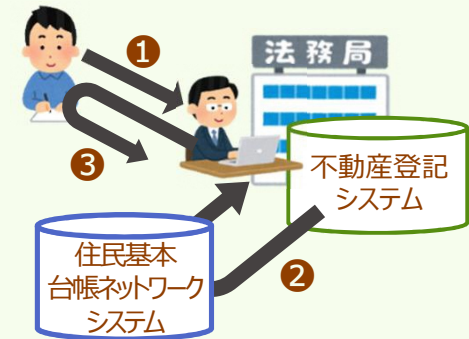 ❶
法務局
❸
不動産登記
システム
住民基本
台帳ネットワーク
システム
❷